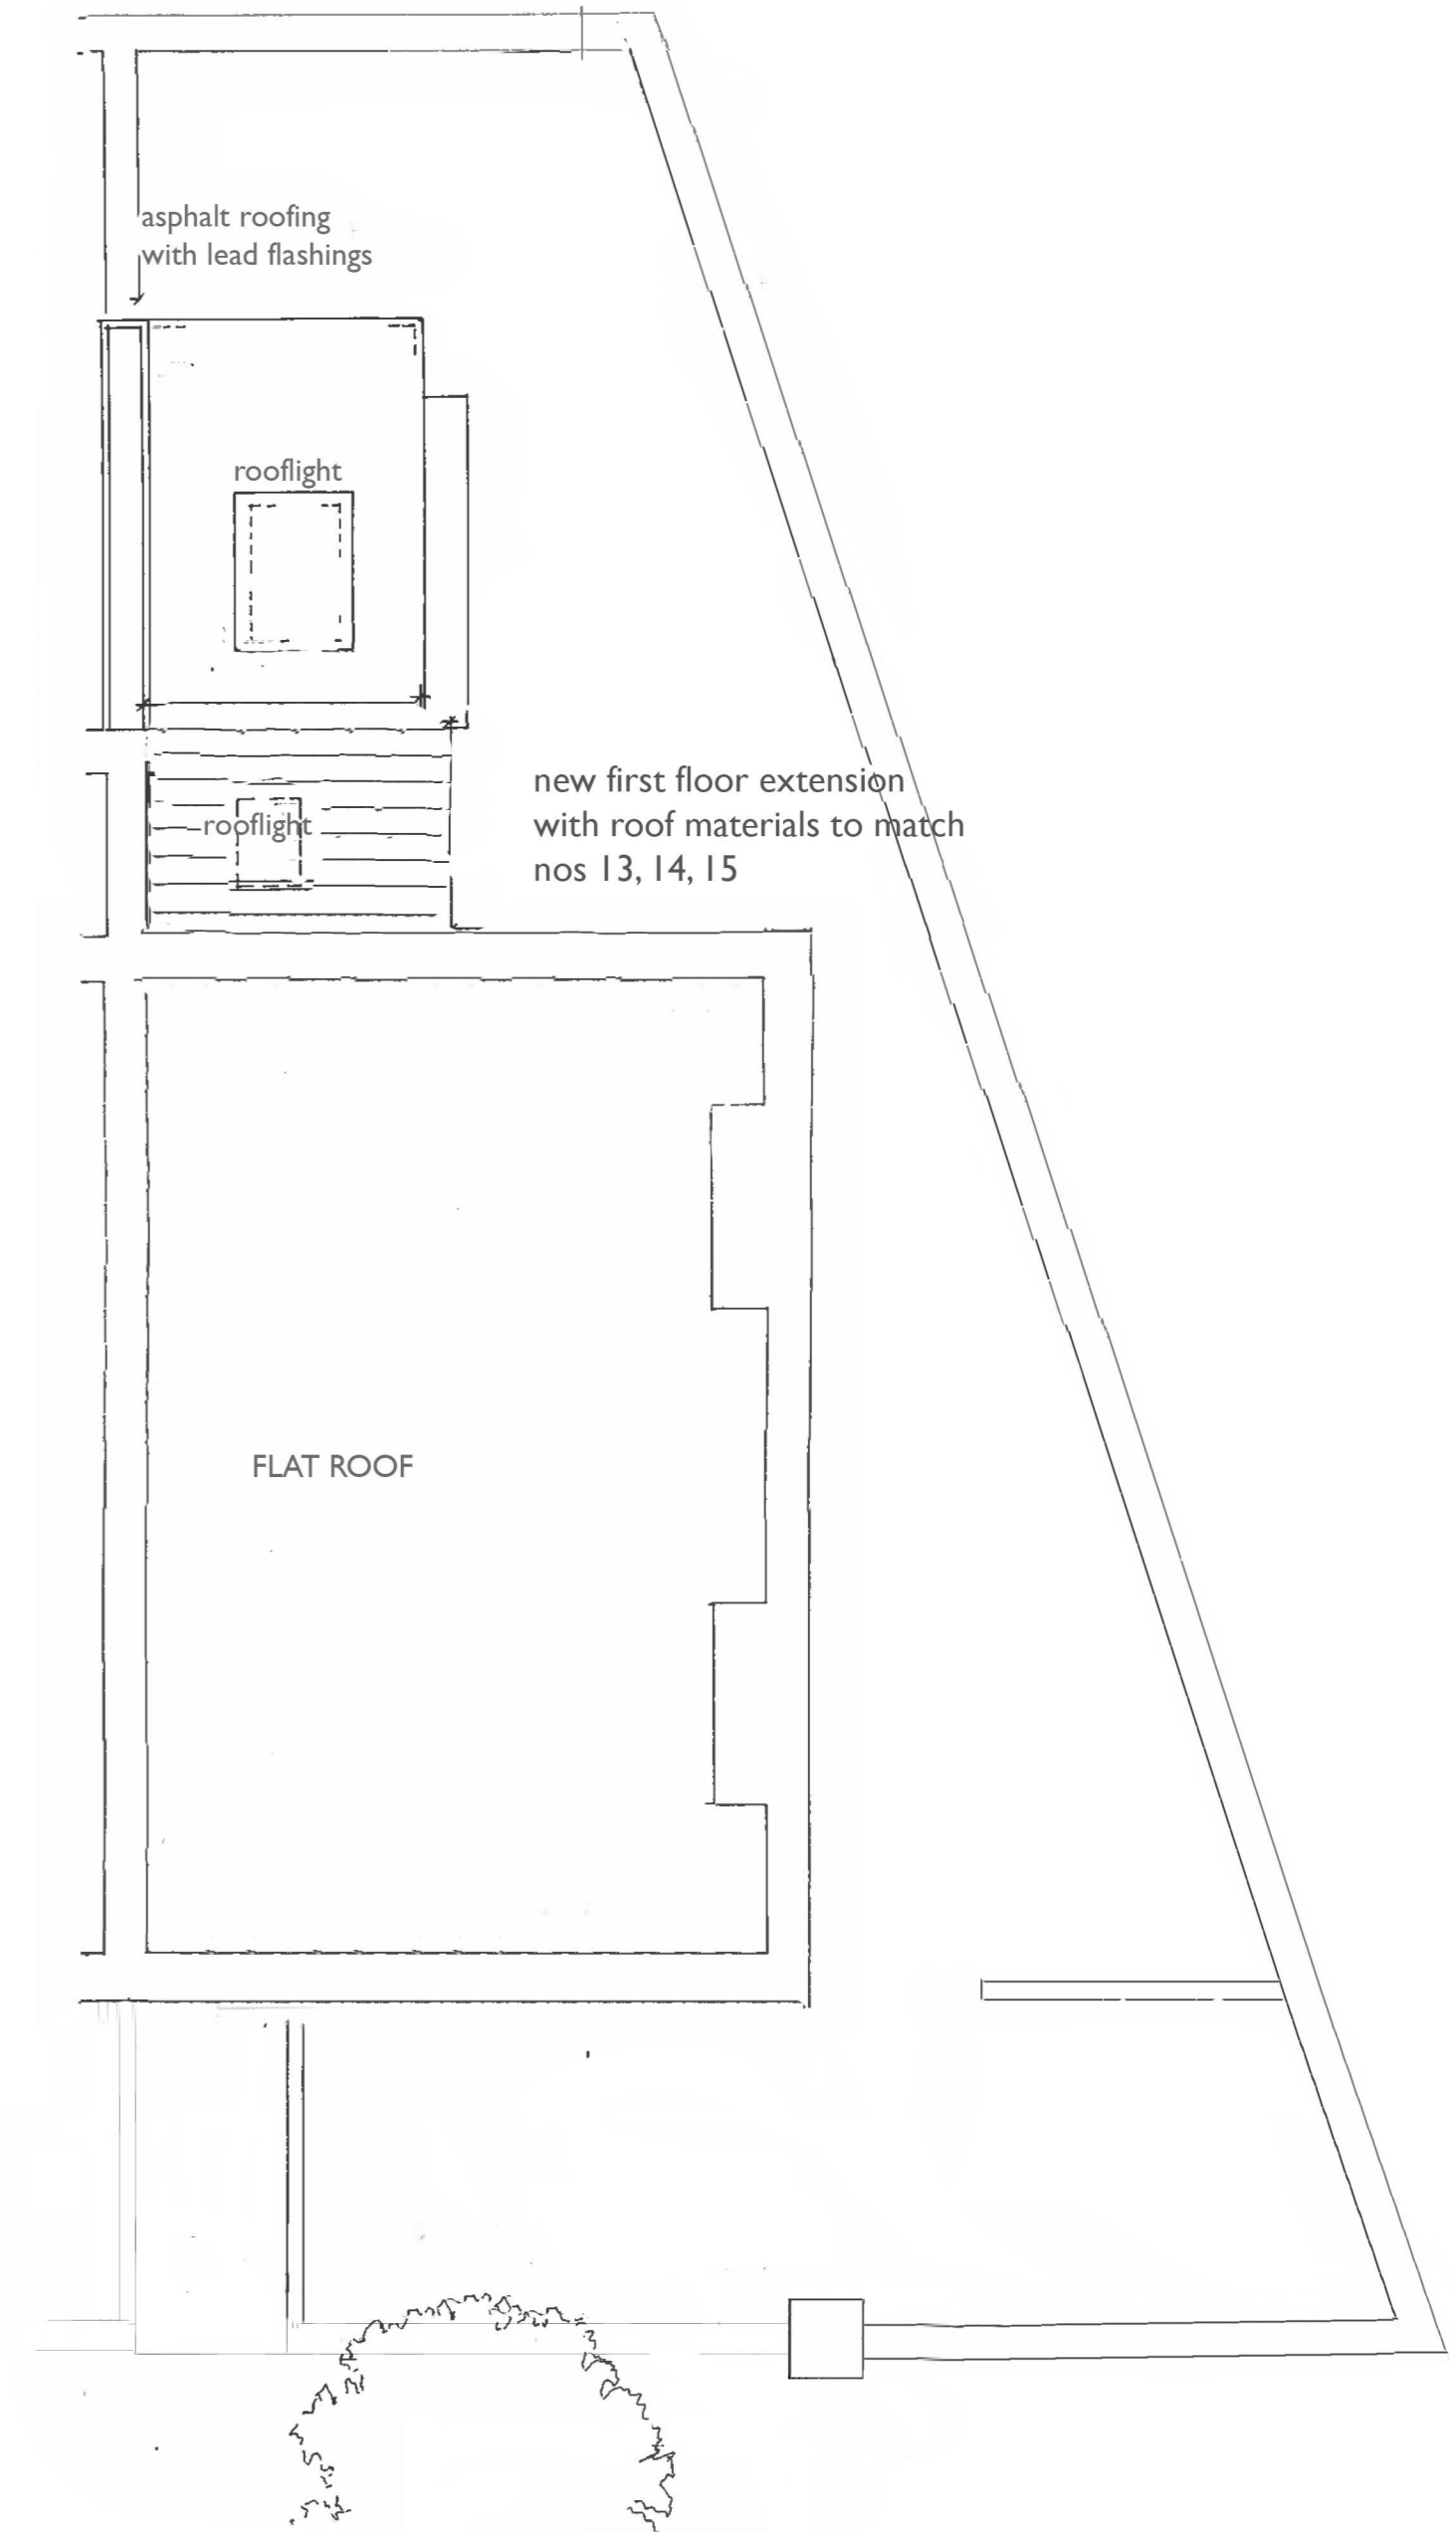 asphalt roofing
with lead flashings
rooflight
new first floor extension
with roof materials to match
nos 13, 14, 15
rooflight
FLAT ROOF